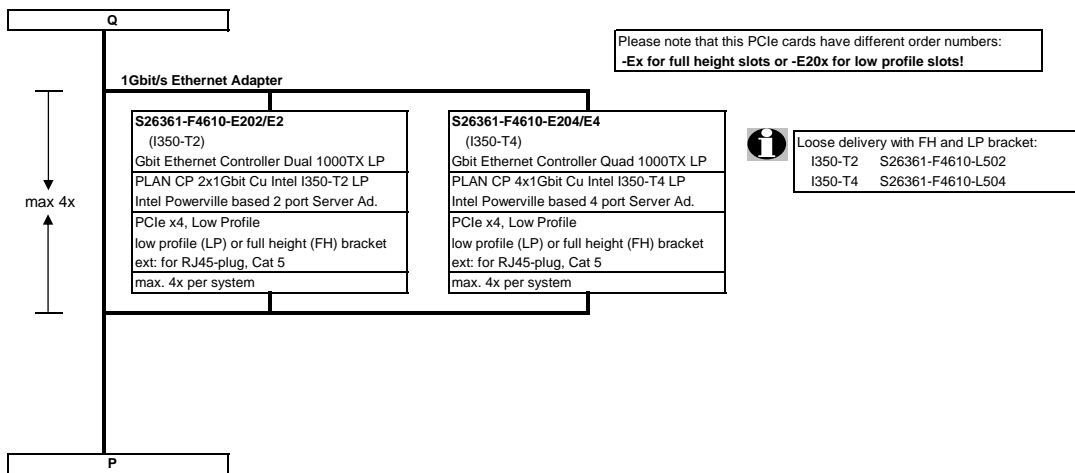 Q
Please note that this PCIe cards have different order numbers:
-Ex for full height slots or -E20x for low profile slots!
1Gbit/s Ethernet Adapter
S26361-F4610-E202/E2
(I350-T2)
Gbit Ethernet Controller Dual 1000TX LP
PLAN CP 2x1Gbit Cu Intel I350-T2 LP
Intel Powerville based 2 port Server Ad.
PCIe x4, Low Profile
low profile (LP) or full height (FH) bracket
ext: for RJ45-plug, Cat 5
max. 4x per system
S26361-F4610-E204/E4
(I350-T4)
Gbit Ethernet Controller Quad 1000TX LP
PLAN CP 4x1Gbit Cu Intel I350-T4 LP
Intel Powerville based 4 port Server Ad.
PCIe x4, Low Profile
low profile (LP) or full height (FH) bracket
ext: for RJ45-plug, Cat 5
max. 4x per system
Loose delivery with FH and LP bracket:
I350-T2 S26361-F4610-L502
I350-T4 S26361-F4610-L504
max 4x
P